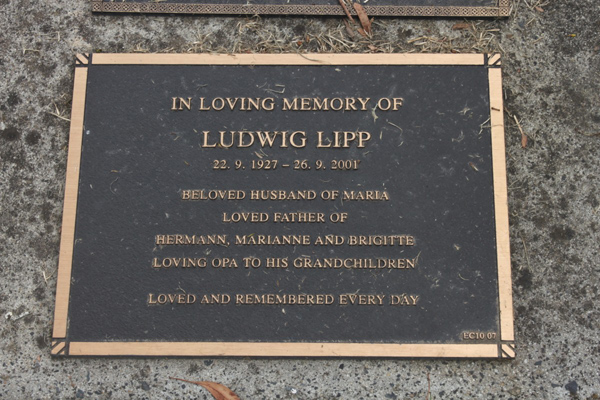 IN LOVING MEMORY OF
LUDWIG LIPP
22. 9. 1927 – 26. 9. 2001
BELOVED HUSBAND OF MARIA
LOVED FATHER OF
HERMANN, MARIANNE AND BRIGITTE
LOVING OPA TO HIS GRANDCHILDREN
LOVED AND REMEMBERED EVERY DAY
EC10 07